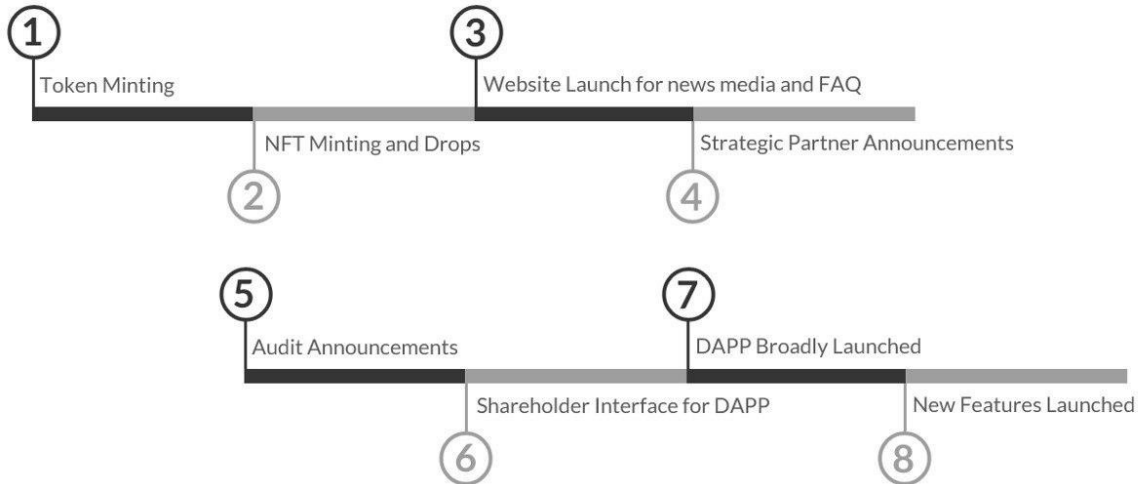 1
Token Minting
2
NFT Minting and Drops
3
Website Launch for news media and FAQ
4
Strategic Partner Announcements
5
Audit Announcements
6
Shareholder Interface for DAPP
7
DAPP Broadly Launched
8
New Features Launched